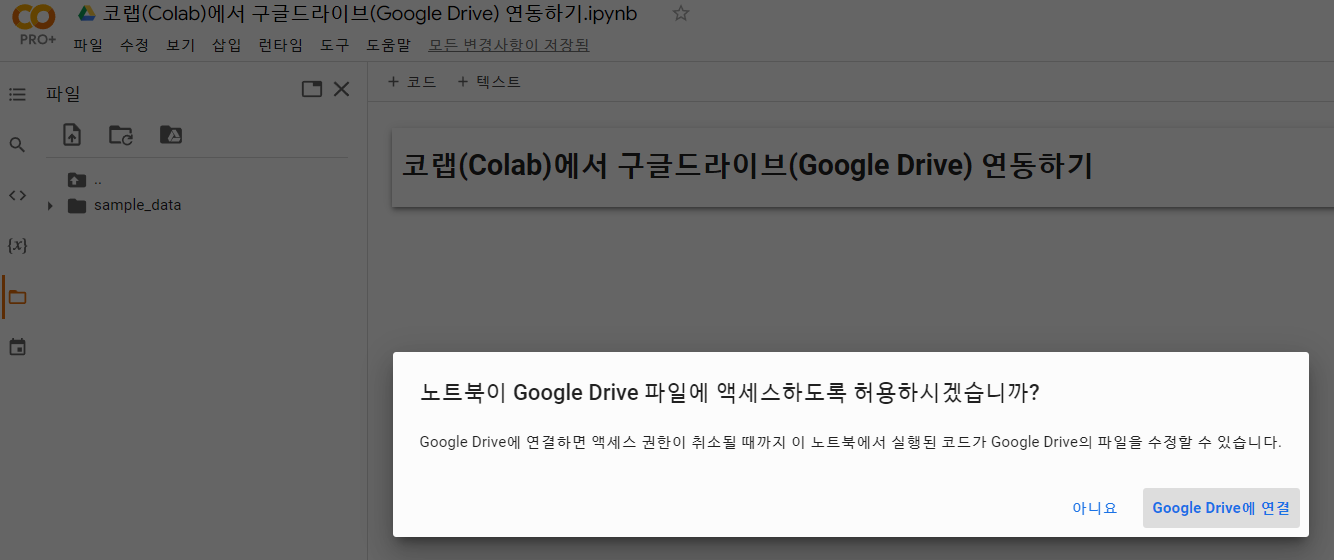 코랩(Colab)에서 구글드라이브(Google Drive) 연동하기.ipynb
PRO+
파일 수정 보기 삽입 런타임 도구 도움말 모든 변경사항이 저장됨
파일
+ 코드 + 텍스트
..
sample_data
{x}
코랩(Colab)에서 구글드라이브(Google Drive) 연동하기
노트북이 Google Drive 파일에 액세스하도록 허용하시겠습니까?
Google Drive에 연결하면 액세스 권한이 취소될 때까지 이 노트북에서 실행된 코드가 Google Drive의 파일을 수정할 수 있습니다.
아니요 Google Drive에 연결